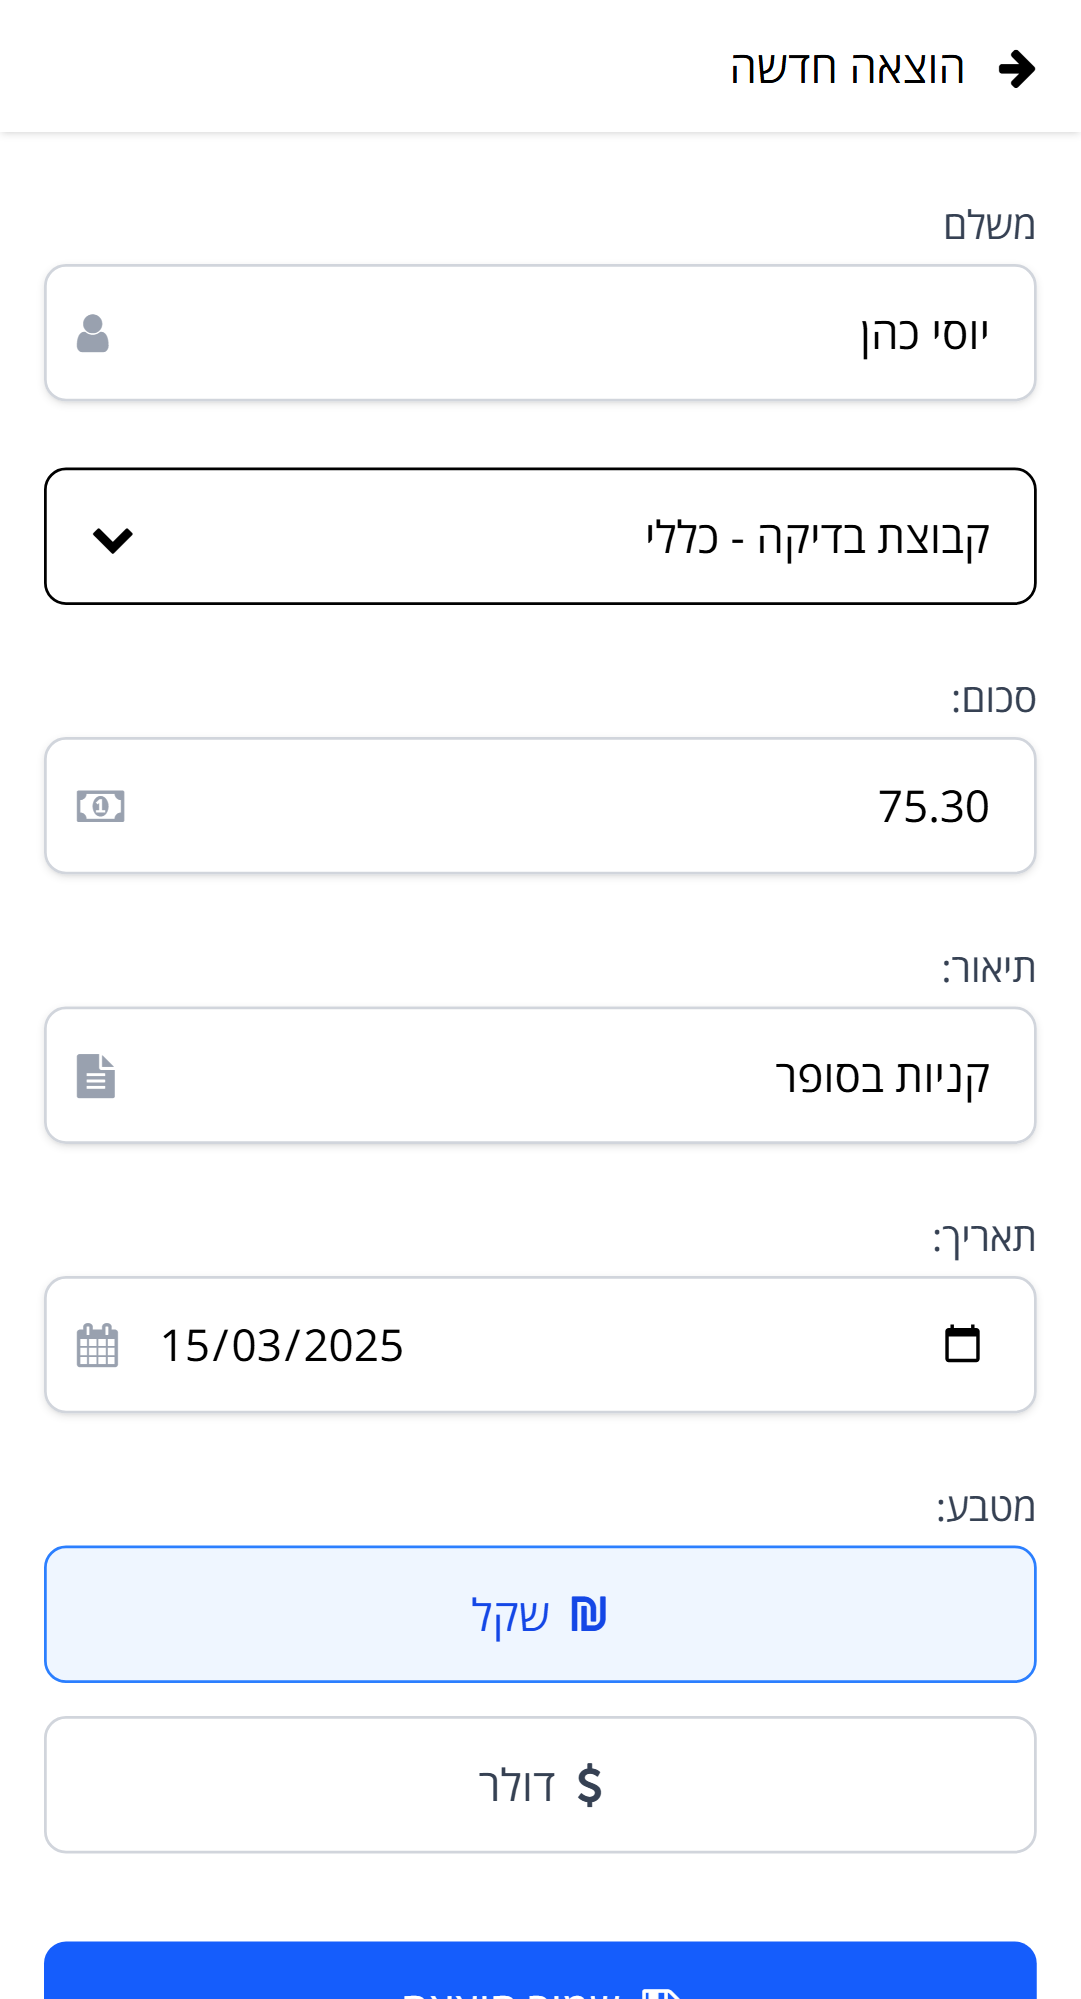 הוצאה חדשה
משלם
יוסי כהן
קבוצת בדיקה - כללי
סכום:
75.30
תיאור:
קניות בסופר
תאריך:
15/03/2025
מטבע:
₪ שקל
$ דולר